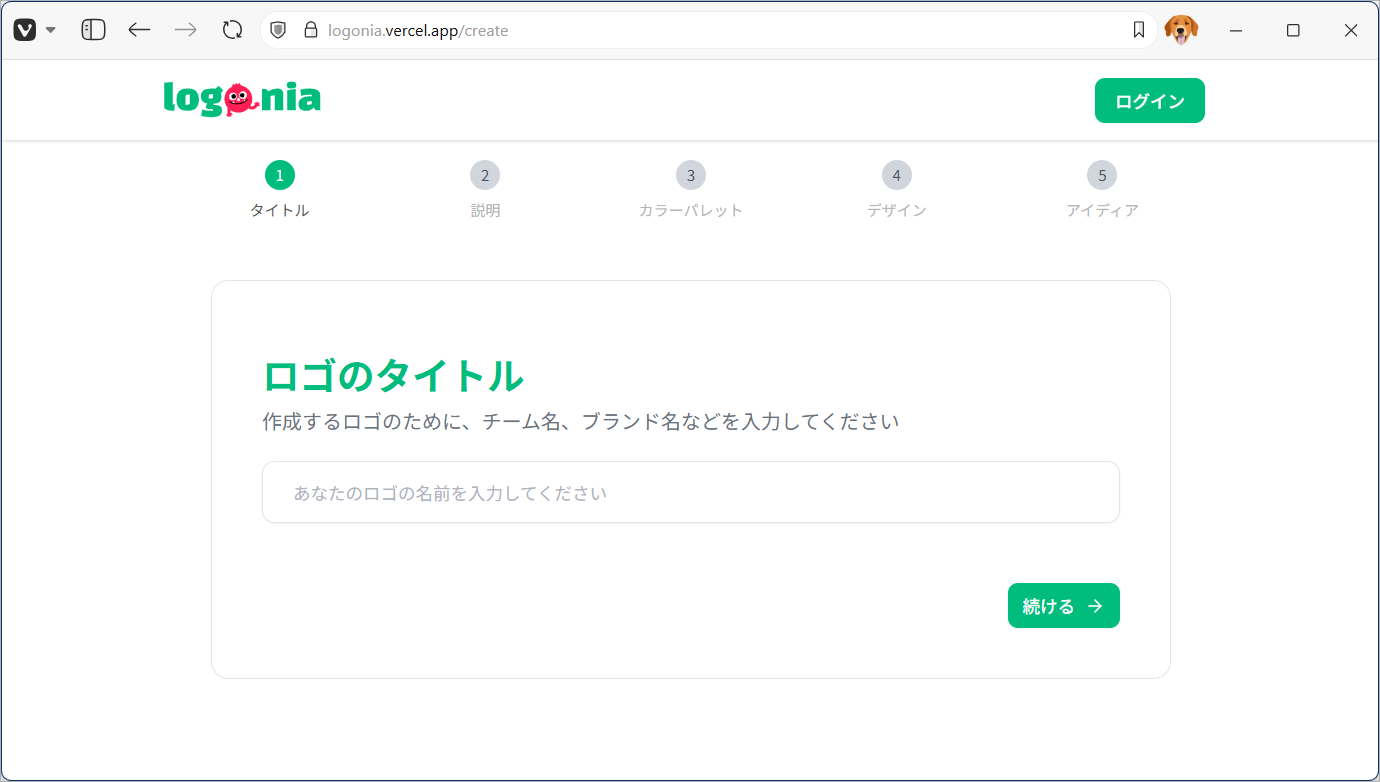 logonia.vercel.app/create
logonia
ログイン
1
2
3
4
5
タイトル
説明
カラーパレット
デザイン
アイディア
ロゴのタイトル
作成するロゴのために、チーム名、ブランド名などを入力してください
あなたのロゴの名前を入力してください
続ける →